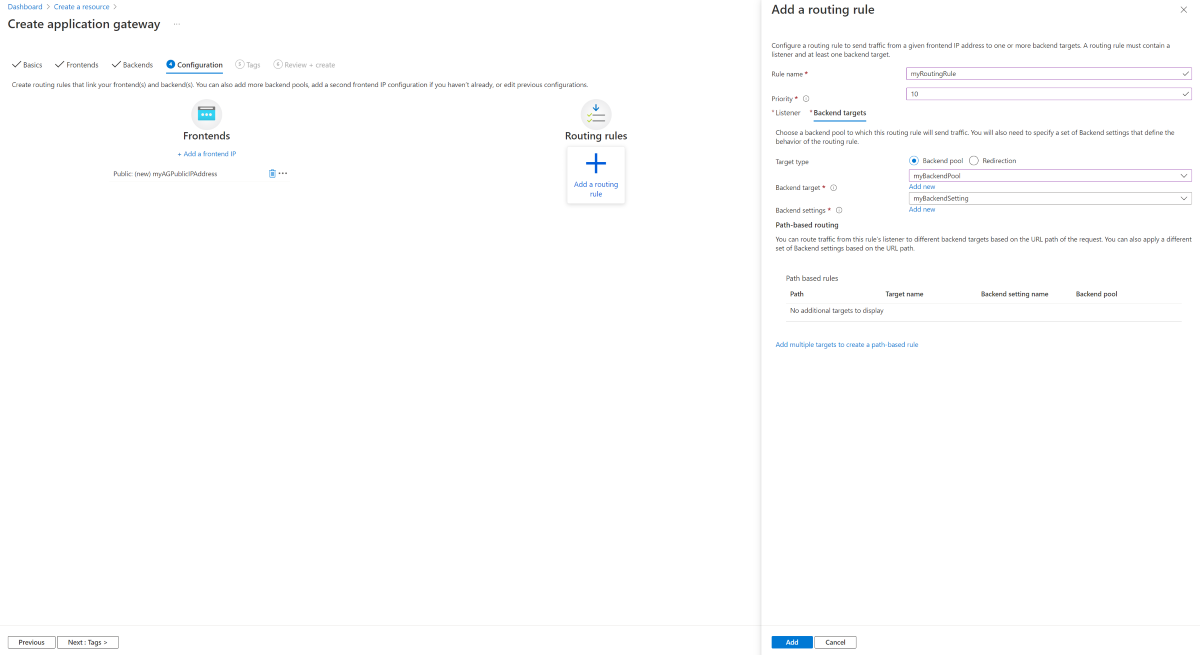 Dashboard > Create a resource >
Create application gateway ...
Basics Frontends Backends 4 Configuration 5 Tags 6 Review + create
Create routing rules that link your frontend(s) and backend(s). You can also add more backend pools, add a second frontend IP configuration if you haven't already, or edit previous configurations.
Frontends
+ Add a frontend IP
Public: (new) myAGPublicIPAddress
Routing rules
Add a routing
rule
Previous
Next : Tags >
Add a routing rule
Configure a routing rule to send traffic from a given frontend IP address to one or more backend targets. A routing rule must contain a
listener and at least one backend target.
Rule name * myRoutingRule
Priority * 10
* Listener * Backend targets
Choose a backend pool to which this routing rule will send traffic. You will also need to specify a set of Backend settings that define the
behavior of the routing rule.
Target type Backend pool Redirection
Backend target * myBackendPool
Add new
Backend settings * myBackendSetting
Add new
Path-based routing
You can route traffic from this rule's listener to different backend targets based on the URL path of the request. You can also apply a different
set of Backend settings based on the URL path.
Path based rules
Path Target name Backend setting name Backend pool
No additional targets to display
Add multiple targets to create a path-based rule
Add
Cancel